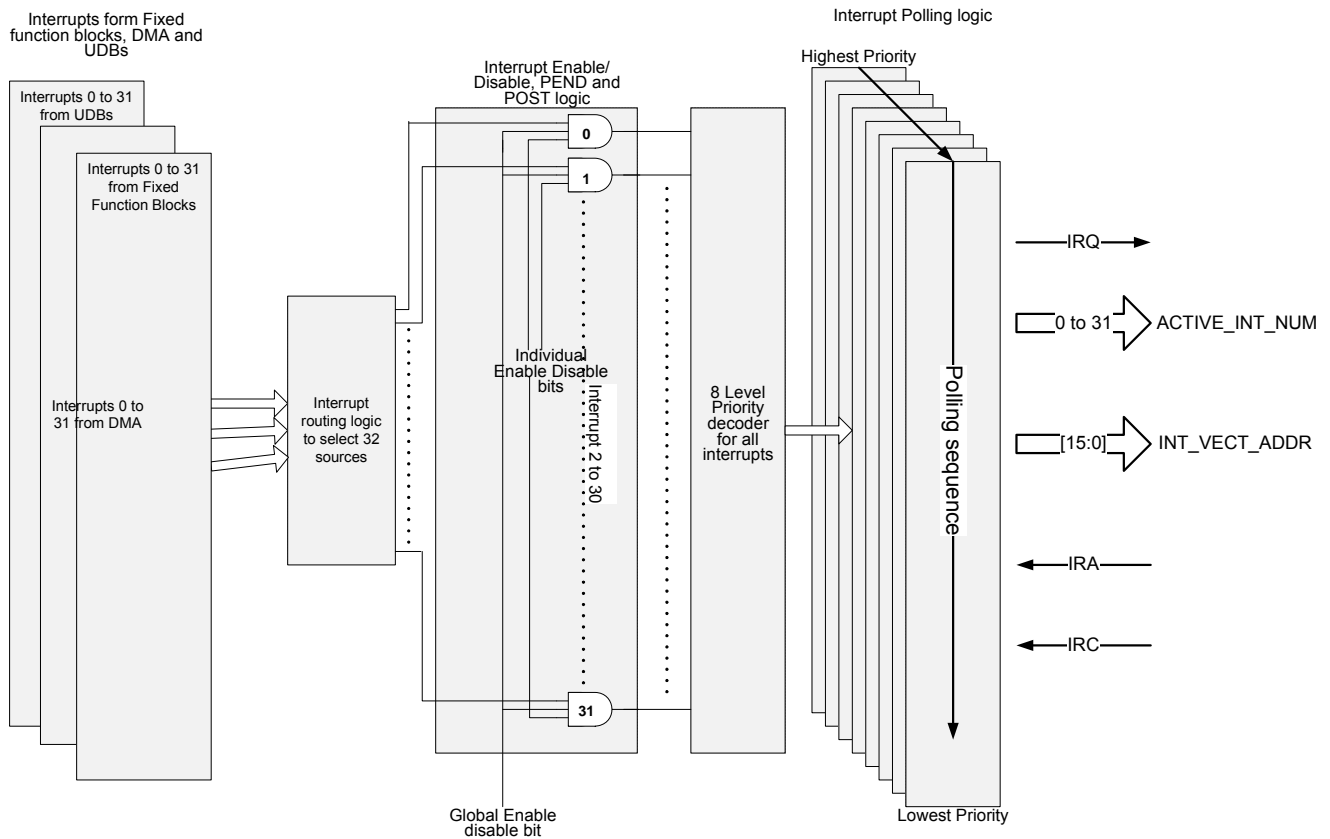 Interrupts form Fixed
function blocks, DMA and
UDBs
Interrupts 0 to 31
from UDBs
Interrupts 0 to 31
from Fixed
Function Blocks
Interrupts 0 to
31 from DMA
Interrupt
routing logic
to select 32
sources
Interrupt Enable/
Disable, PEND and
POST logic
0
1
Individual
Enable Disable
bits
Interrupt 2 to 30
31
Global Enable
disable bit
8 Level
Priority
decoder
for all
interrupts
Interrupt Polling logic
Highest Priority
Polling sequence
Lowest Priority
IRQ
0 to 31 ACTIVE_INT_NUM
[15:0] INT_VECT_ADDR
IRA
IRC